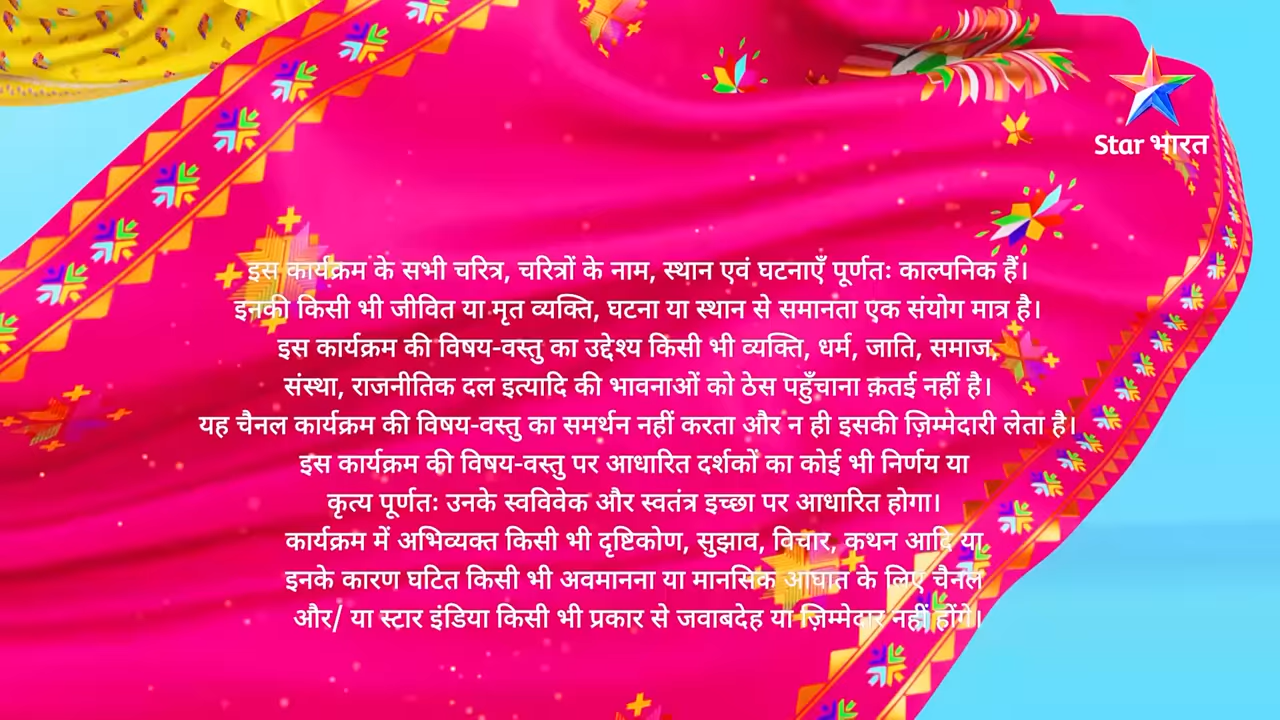 Star भारत
इस कार्यक्रम के सभी चरित्र, चरित्रों के नाम, स्थान एवं घटनाएँ पूर्णतः काल्पनिक हैं।
इनकी किसी भी जीवित या मृत व्यक्ति, घटना या स्थान से समानता एक संयोग मात्र है।
इस कार्यक्रम की विषय-वस्तु का उद्देश्य किसी भी व्यक्ति, धर्म, जाति, समाज,
संस्था, राजनीतिक दल इत्यादि की भावनाओं को ठेस पहुँचाना क़तई नहीं है।
यह चैनल कार्यक्रम की विषय-वस्तु का समर्थन नहीं करता और न ही इसकी ज़िम्मेदारी लेता है।
इस कार्यक्रम की विषय-वस्तु पर आधारित दर्शकों का कोई भी निर्णय या
कृत्य पूर्णतः उनके स्वविवेक और स्वतंत्र इच्छा पर आधारित होगा।
कार्यक्रम में अभिव्यक्त किसी भी दृष्टिकोण, सुझाव, विचार, कथन आदि या
इनके कारण घटित किसी भी अवमानना या मानसिक आघात के लिए चैनल
और/ या स्टार इंडिया किसी भी प्रकार से जवाबदेह या ज़िम्मेदार नहीं होंगे।